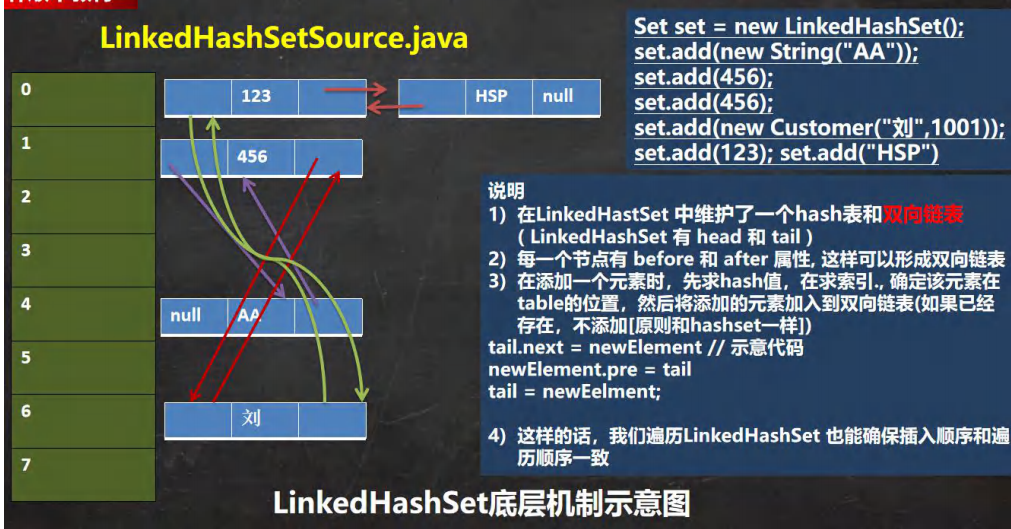 LinkedHashSetSource.java
Set set = new LinkedHashSet();
set.add(new String("AA"));
set.add(456);
set.add(456);
set.add(new Customer("刘",1001));
set.add(123); set.add("HSP")
0
123
HSP
null
1
456
2
3
4
null
AA
5
6
刘
7
说明
1) 在LinkedHastSet 中维护了一个hash表和双向链表
( LinkedHashSet 有 head 和 tail )
2) 每一个节点有 before 和 after 属性, 这样可以形成双向链表
3) 在添加一个元素时，先求hash值，在求索引., 确定该元素在
table的位置，然后将添加的元素加入到双向链表(如果已经
存在，不添加[原则和hashset一样])
tail.next = newElement // 示意代码
newElement.pre = tail
tail = newEelment;
4) 这样的话，我们遍历LinkedHashSet 也能确保插入顺序和遍
历顺序一致
LinkedHashSet底层机制示意图